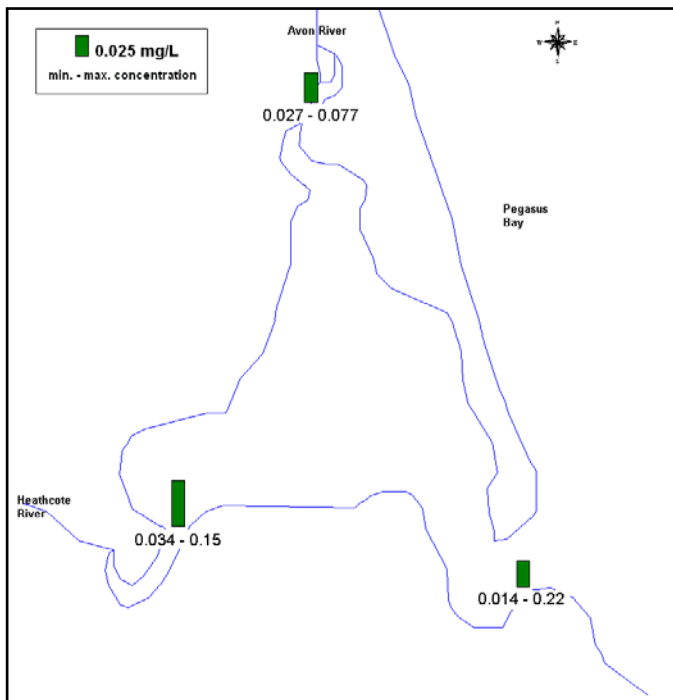 0.025 mg/L
min. - max. concentration
Avon River
N
W E
0.027 - 0.077
Pegasus
Bay
Heathcote
River
0.034 - 0.15
0.014 - 0.22